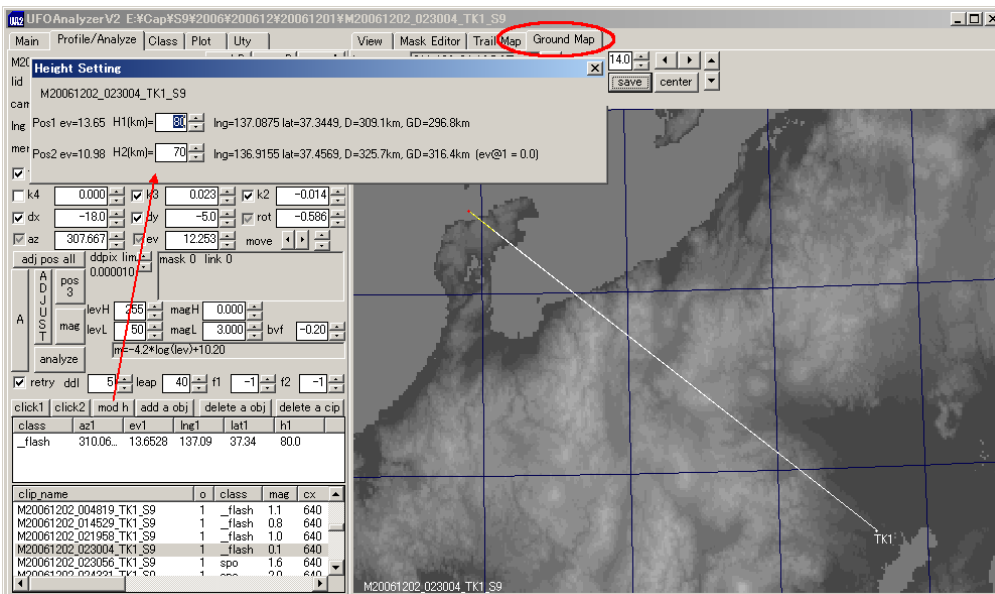 UFOAnalyzerV2 E:¥Cap¥S9¥2006¥200612¥20061201¥M20061202_023004_TK1_S9
Main Profile/Analyze Class Plot Uty View Mask Editor Trail Map Ground Map
14.0
save center
Height Setting
M20061202_023004_TK1_S9
Pos1 ev=13.65 H1(km)= 80 lng=137.0875 lat=37.3449, D=309.1km, GD=296.8km
Pos2 ev=10.98 H2(km)= 70 lng=136.9155 lat=37.4569, D=325.7km, GD=316.4km (ev@1 = 0.0)
lid
lng
k4 0.000 k3 0.023 k2 -0.014
dx -18.0 dy -5.0 rot -0.586
az 307.667 ev 12.253 move
adj pos all ddpix lim. mask 0 link 0
0.000010
A ADJUST pos 3
levH 255 magH 0.000
mag levL 50 magL 3.000 bvf -0.20
analyze m=-4.2*log(lev)+10.20
retry ddl 5 leap 40 f1 -1 f2 -1
click1 click2 mod h add a obj delete a obj delete a cip
class az1 ev1 lng1 lat1 h1
_flash 310.06... 13.6528 137.09 37.34 80.0
clip_name o class mag cx
M20061202_004819_TK1_S9 1 _flash 1.1 640
M20061202_014529_TK1_S9 1 _flash 0.8 640
M20061202_021958_TK1_S9 1 _flash 1.0 640
M20061202_023004_TK1_S9 1 _flash 0.1 640
M20061202_023056_TK1_S9 1 spo 1.6 640
TK1
M20061202_023004_TK1_S9